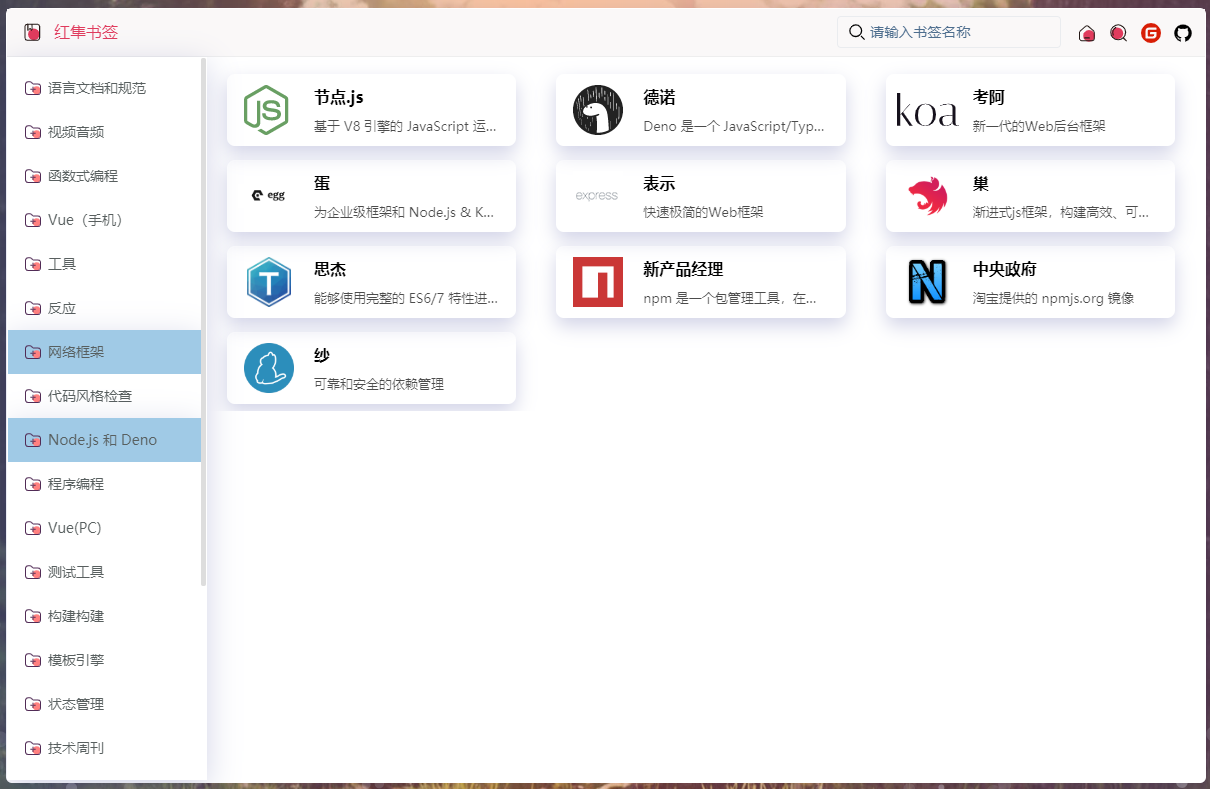 红隼书签
请输入书签名称
语言文档和规范
视频音频
函数式编程
Vue（手机）
工具
反应
网络框架
代码风格检查
Node.js 和 Deno
程序编程
Vue(PC)
测试工具
构建构建
模板引擎
状态管理
技术周刊
JS
节点.js
基于 V8 引擎的 JavaScript 运...
德诺
Deno 是一个 JavaScript/Typ...
koa
考阿
新一代的Web后台框架
egg
蛋
为企业级框架和 Node.js & K...
express
表示
快速极简的Web框架
巢
渐进式js框架，构建高效、可...
T
思杰
能够使用完整的 ES6/7 特性进...
n
新产品经理
npm 是一个包管理工具，在...
N
中央政府
淘宝提供的 npmjs.org 镜像
纱
可靠和安全的依赖管理